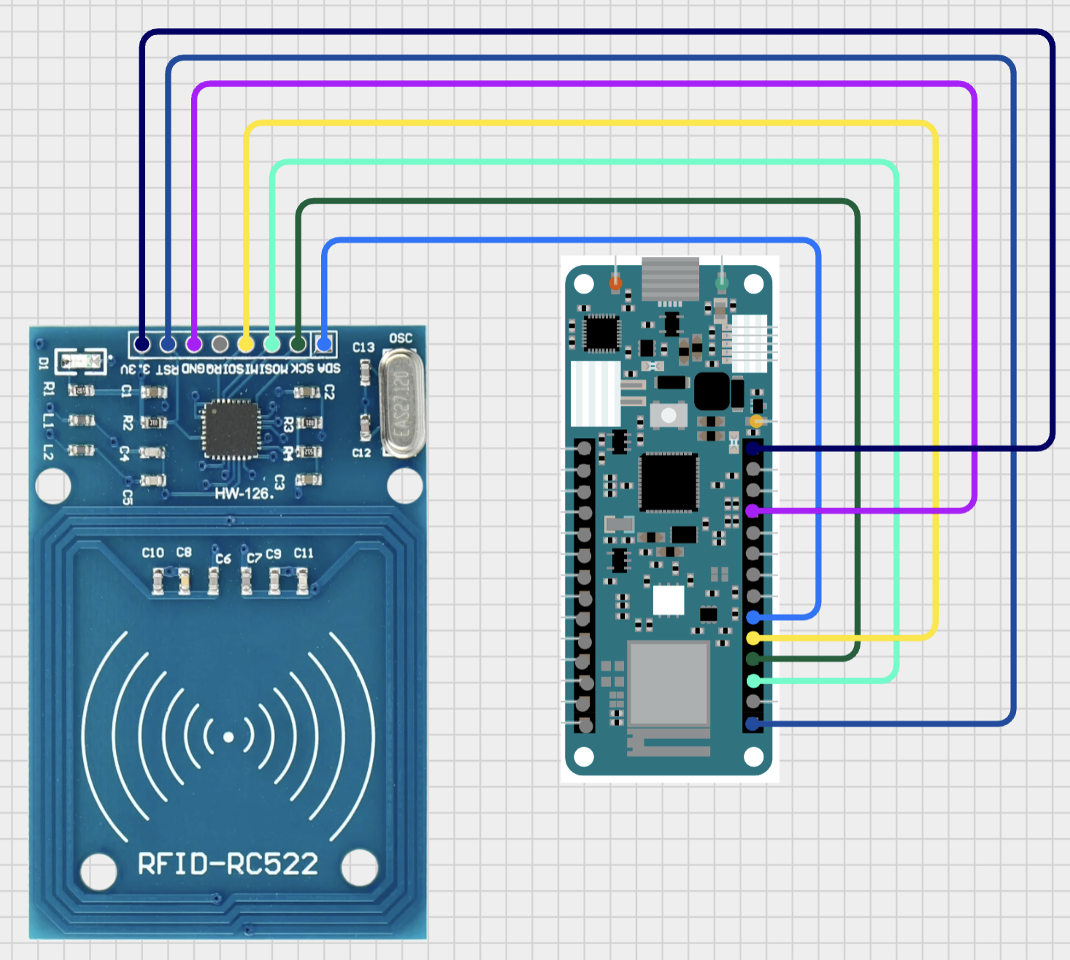 OSC
3.3V RST GND IRQ MISO MOSI SCK SDA
D1
C13
R1
C1
C2
L1
R2
R3
EAS27.120
L2
C4
R4
C12
C5
HW-126.
C3
C10 C8 C6 C7 C9 C11
RFID-RC522